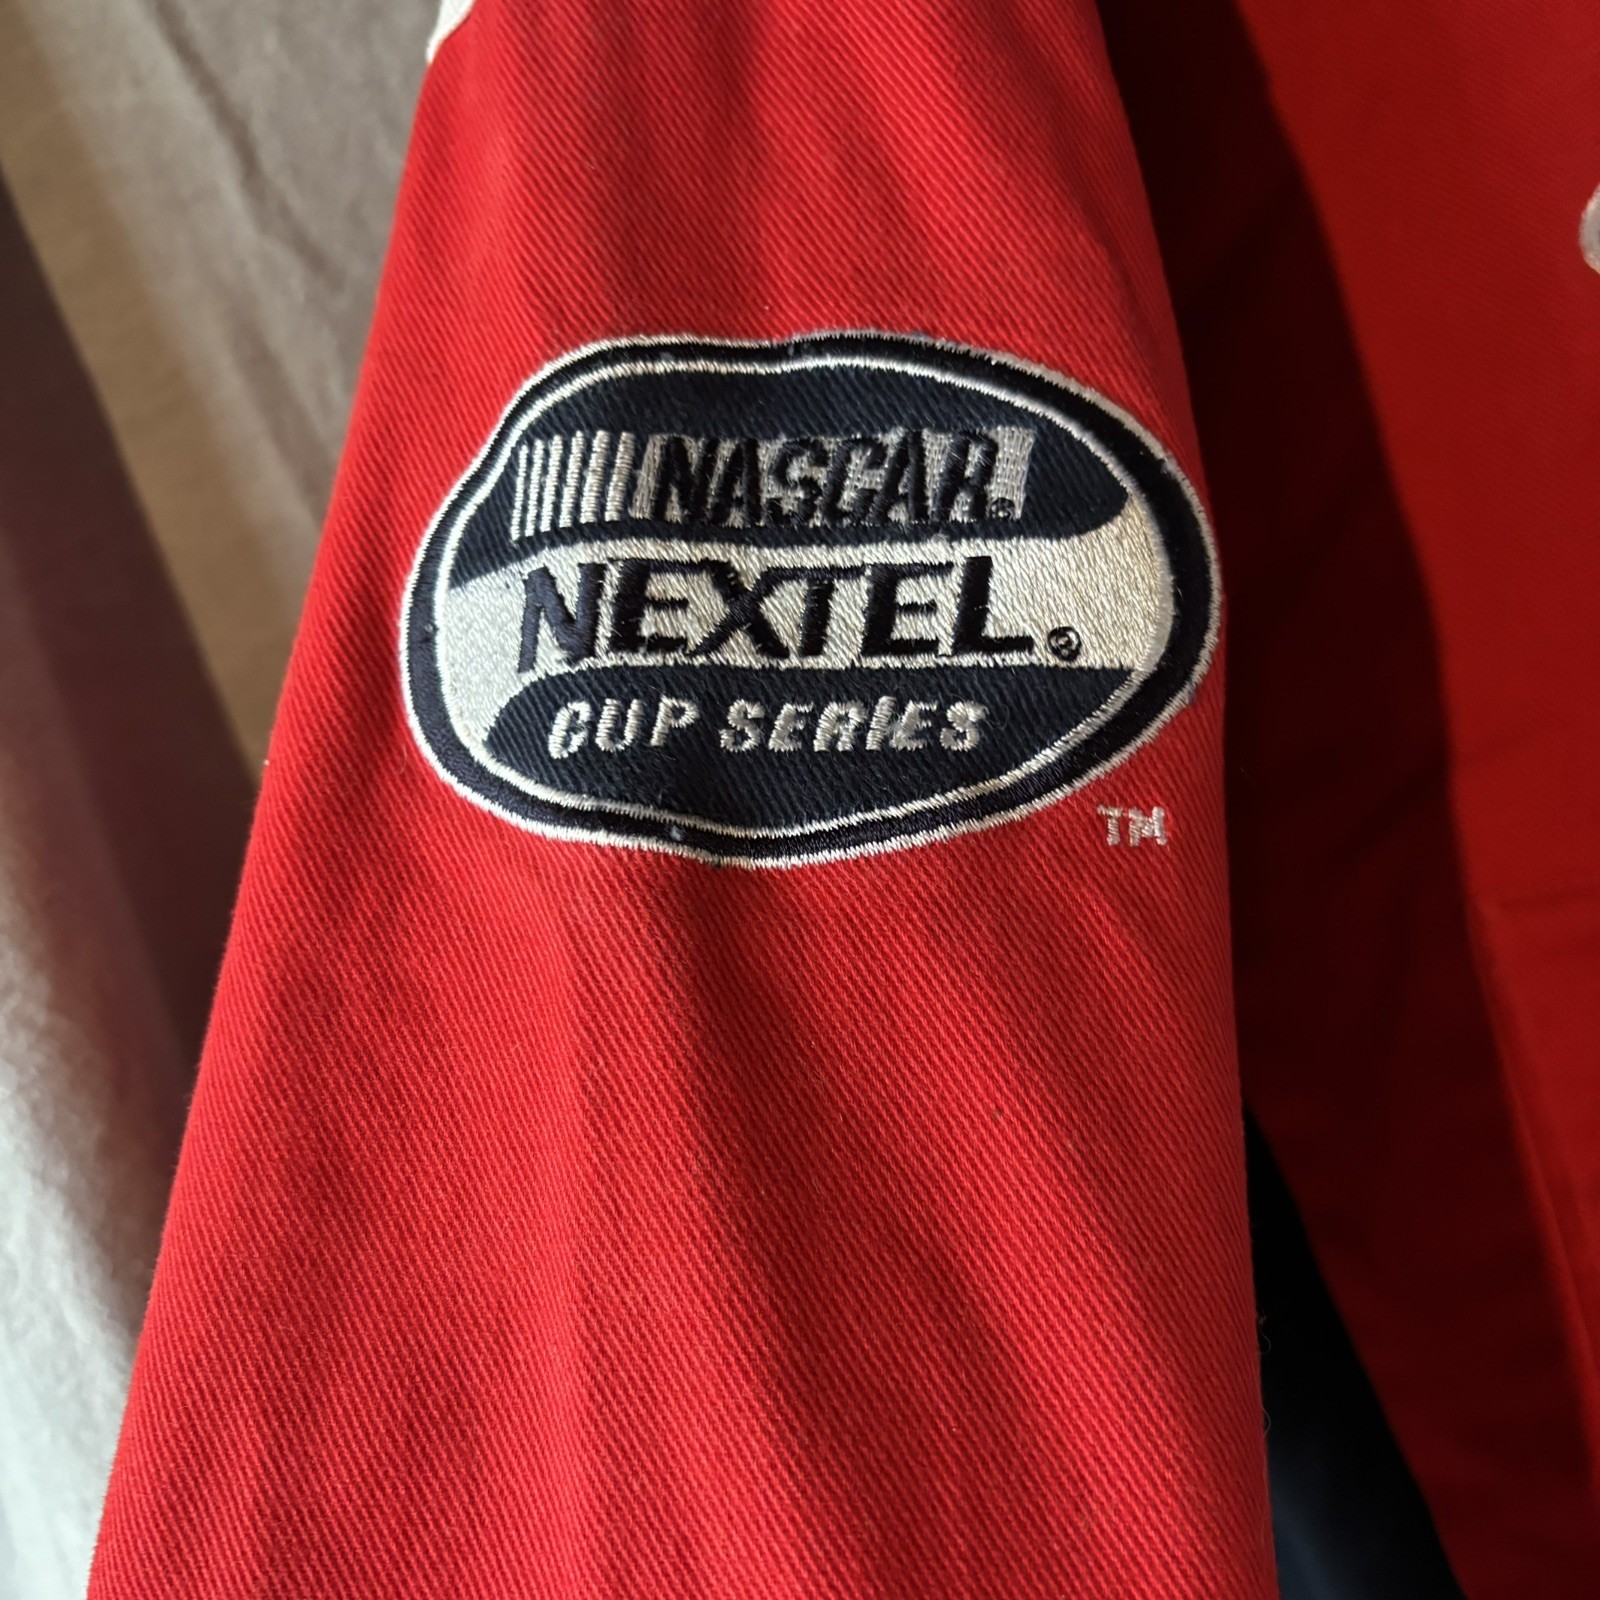 NASCAR®
NEXTEL®
CUP SERIES
TM